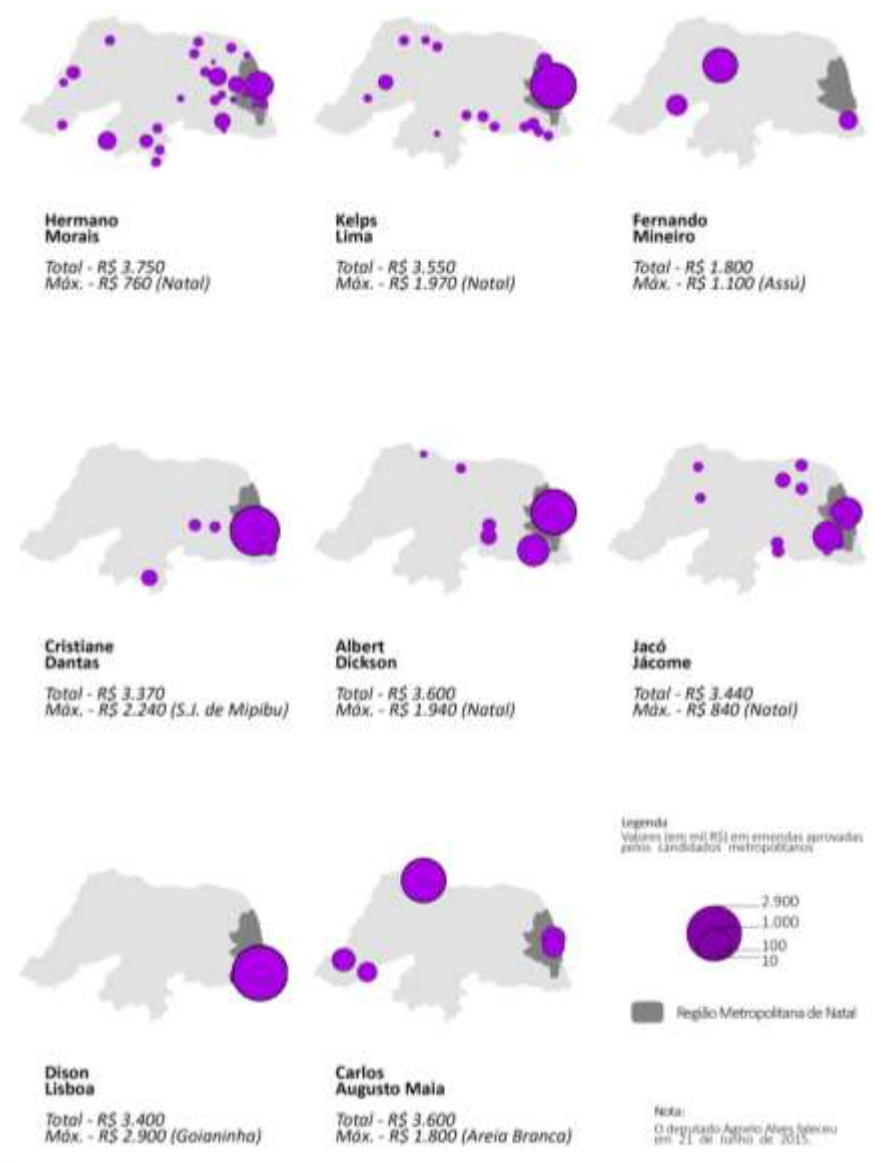 Hermano
Morais
Total - R$ 3.750
Máx. - R$ 760 (Natal)
Kelps
Lima
Total - R$ 3.550
Máx. - R$ 1.970 (Natal)
Fernando
Mineiro
Total - R$ 1.800
Máx. - R$ 1.100 (Assú)
Cristiane
Dantas
Total - R$ 3.370
Máx. - R$ 2.240 (S.J. de Mipibu)
Albert
Dickson
Total - R$ 3.600
Máx. - R$ 1.940 (Natal)
Jacó
Jácome
Total - R$ 3.440
Máx. - R$ 840 (Natal)
Dison
Lisboa
Total - R$ 3.400
Máx. - R$ 2.900 (Goianinha)
Carlos
Augusto Maia
Total - R$ 3.600
Máx. - R$ 1.800 (Areia Branca)
Legenda
Valores (em mil R$) em emendas aprovadas
pelos candidados metropolitanos
2.900
1.000
100
10
Região Metropolitana de Natal
Nota:
O deputado Agnelo Alves faleceu
em 21 de de 2015.